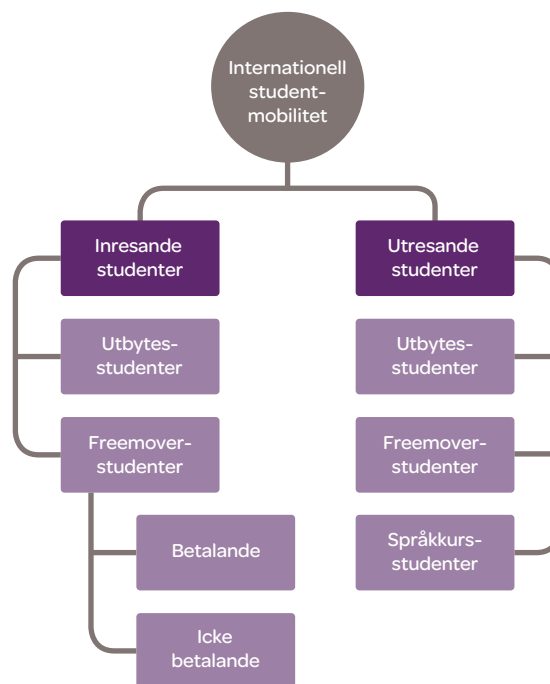 Internationell
student-
mobilitet
Inresande
studenter
Utbytes-
studenter
Freemover-
studenter
Betalande
Icke
betalande
Utresande
studenter
Utbytes-
studenter
Freemover-
studenter
Språkkurs-
studenter